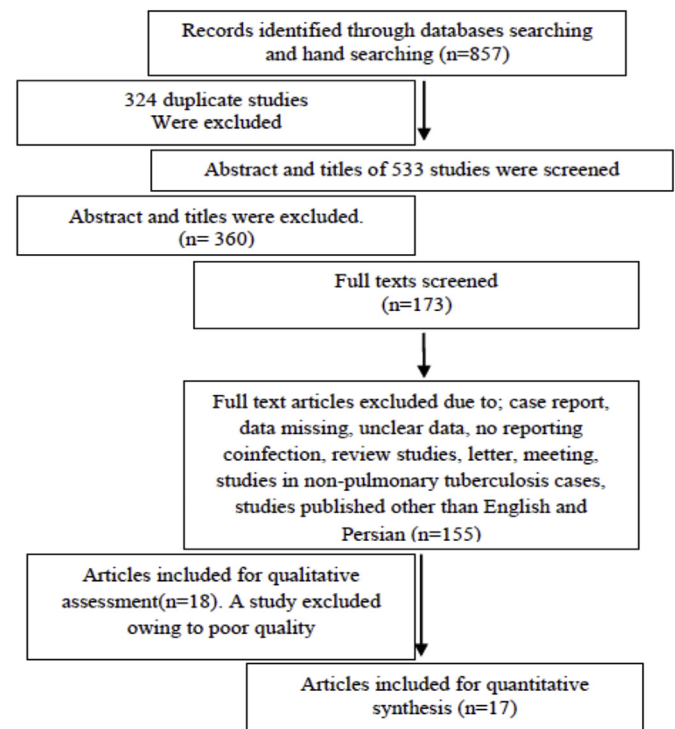 Records identified through databases searching
and hand searching (n=857)
324 duplicate studies
Were excluded
Abstract and titles of 533 studies were screened
Abstract and titles were excluded.
(n= 360)
Full texts screened
(n=173)
Full text articles excluded due to; case report,
data missing, unclear data, no reporting
coinfection, review studies, letter, meeting,
studies in non-pulmonary tuberculosis cases,
studies published other than English and
Persian (n=155)
Articles included for qualitative
assessment(n=18). A study excluded
owing to poor quality
Articles included for quantitative
synthesis (n=17)